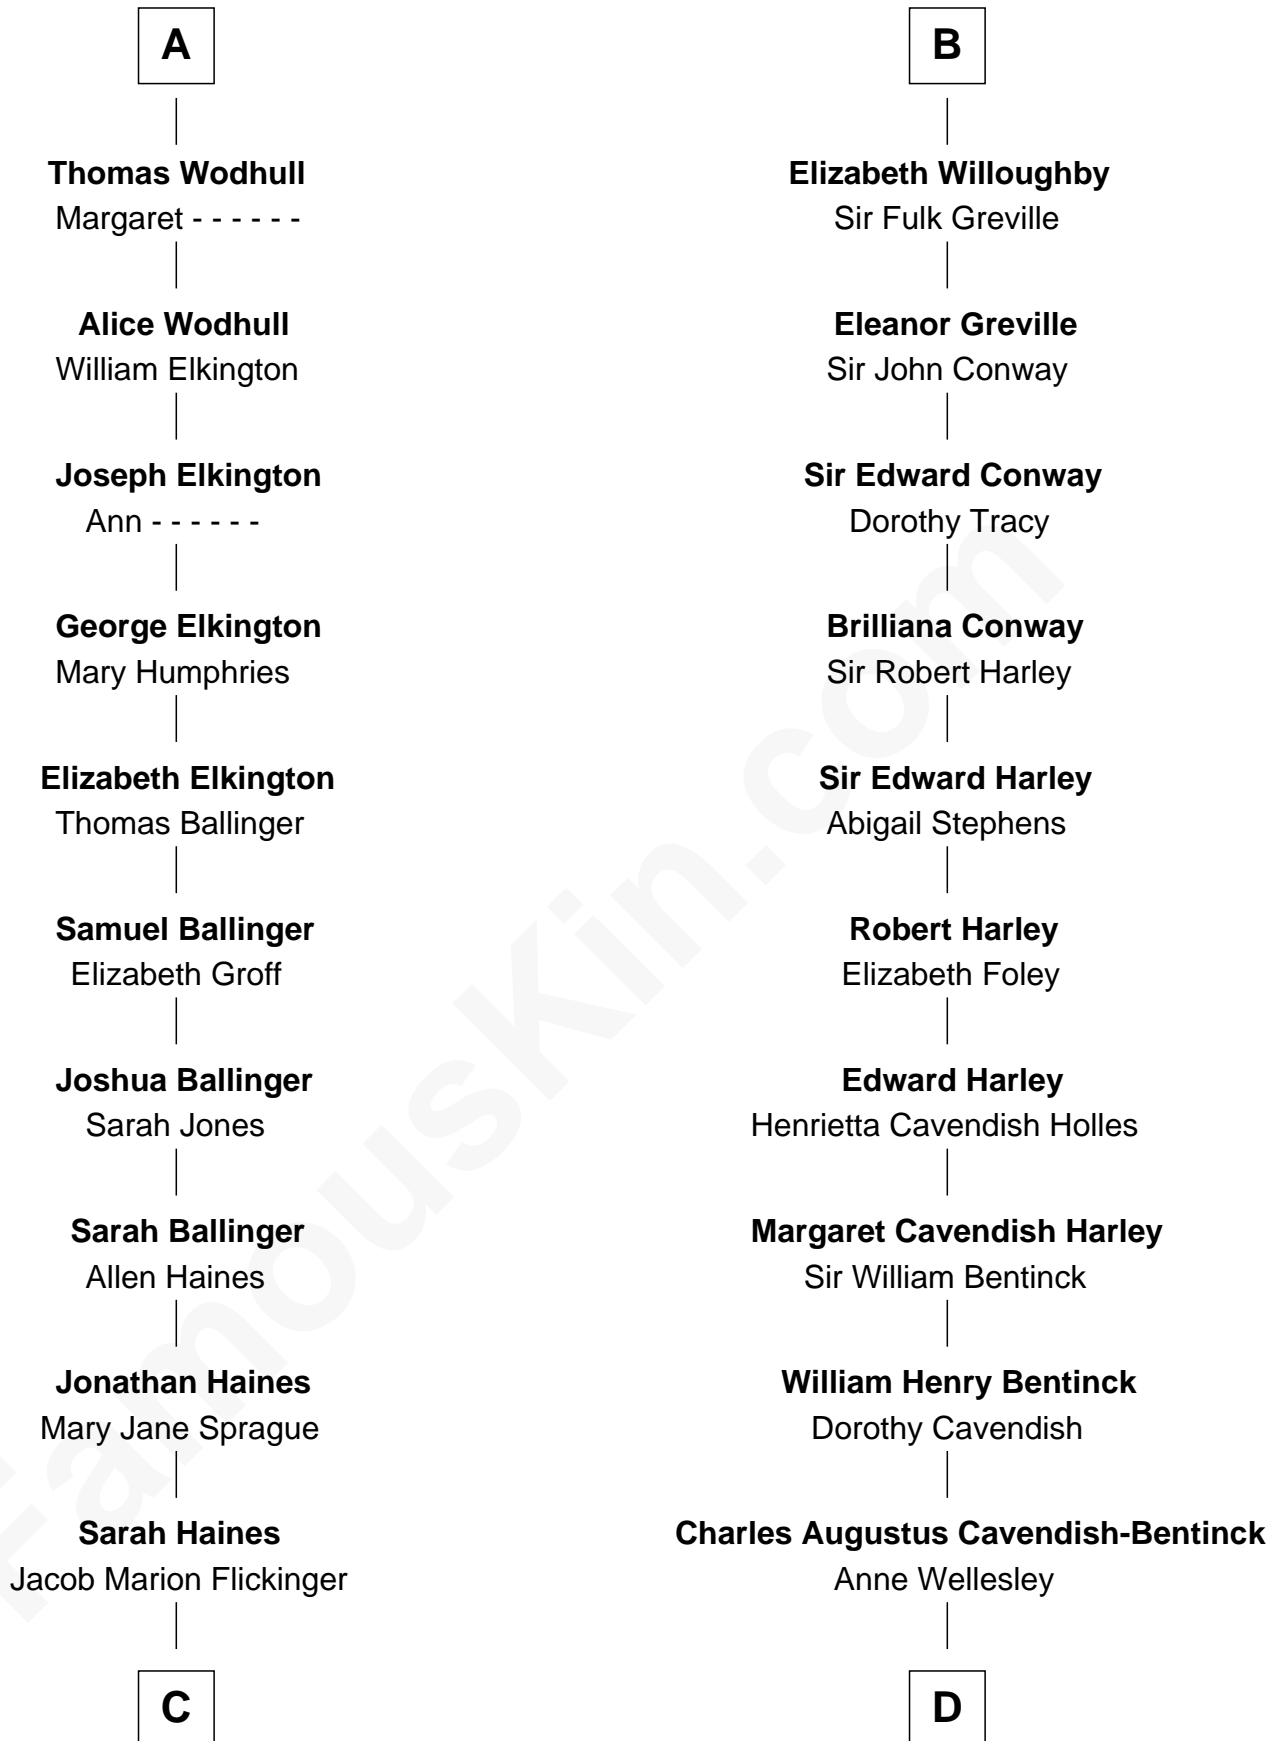 A
Thomas Wodhull
Margaret - - - - - -
Alice Wodhull
William Elkington
Joseph Elkington
Ann - - - - - -
George Elkington
Mary Humphries
Elizabeth Elkington
Thomas Ballinger
Samuel Ballinger
Elizabeth Groff
Joshua Ballinger
Sarah Jones
Sarah Ballinger
Allen Haines
Jonathan Haines
Mary Jane Sprague
Sarah Haines
Jacob Marion Flickinger
C
B
Elizabeth Willoughby
Sir Fulk Greville
Eleanor Greville
Sir John Conway
Sir Edward Conway
Dorothy Tracy
Brilliana Conway
Sir Robert Harley
Sir Edward Harley
Abigail Stephens
Robert Harley
Elizabeth Foley
Edward Harley
Henrietta Cavendish Holles
Margaret Cavendish Harley
Sir William Bentinck
William Henry Bentinck
Dorothy Cavendish
Charles Augustus Cavendish-Bentinck
Anne Wellesley
D
FamousKin.com